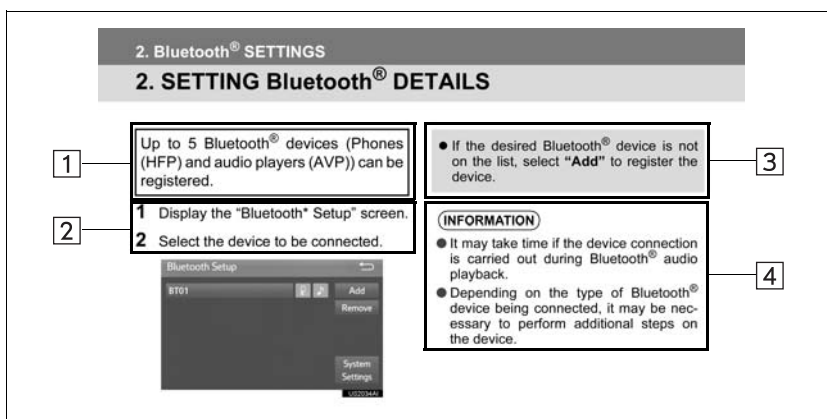 2. Bluetooth® SETTINGS
2. SETTING Bluetooth® DETAILS
1
Up to 5 Bluetooth® devices (Phones
(HFP) and audio players (AVP)) can be
registered.
2
1 Display the “Bluetooth* Setup” screen.
2 Select the device to be connected.
Bluetooth Setup
BT01
Add
Remove
System
Settings
U02034AI
● If the desired Bluetooth® device is not
on the list, select “Add” to register the
device.
3
INFORMATION
● It may take time if the device connection
is carried out during Bluetooth® audio
playback.
● Depending on the type of Bluetooth®
device being connected, it may be nec-
essary to perform additional steps on
the device.
4